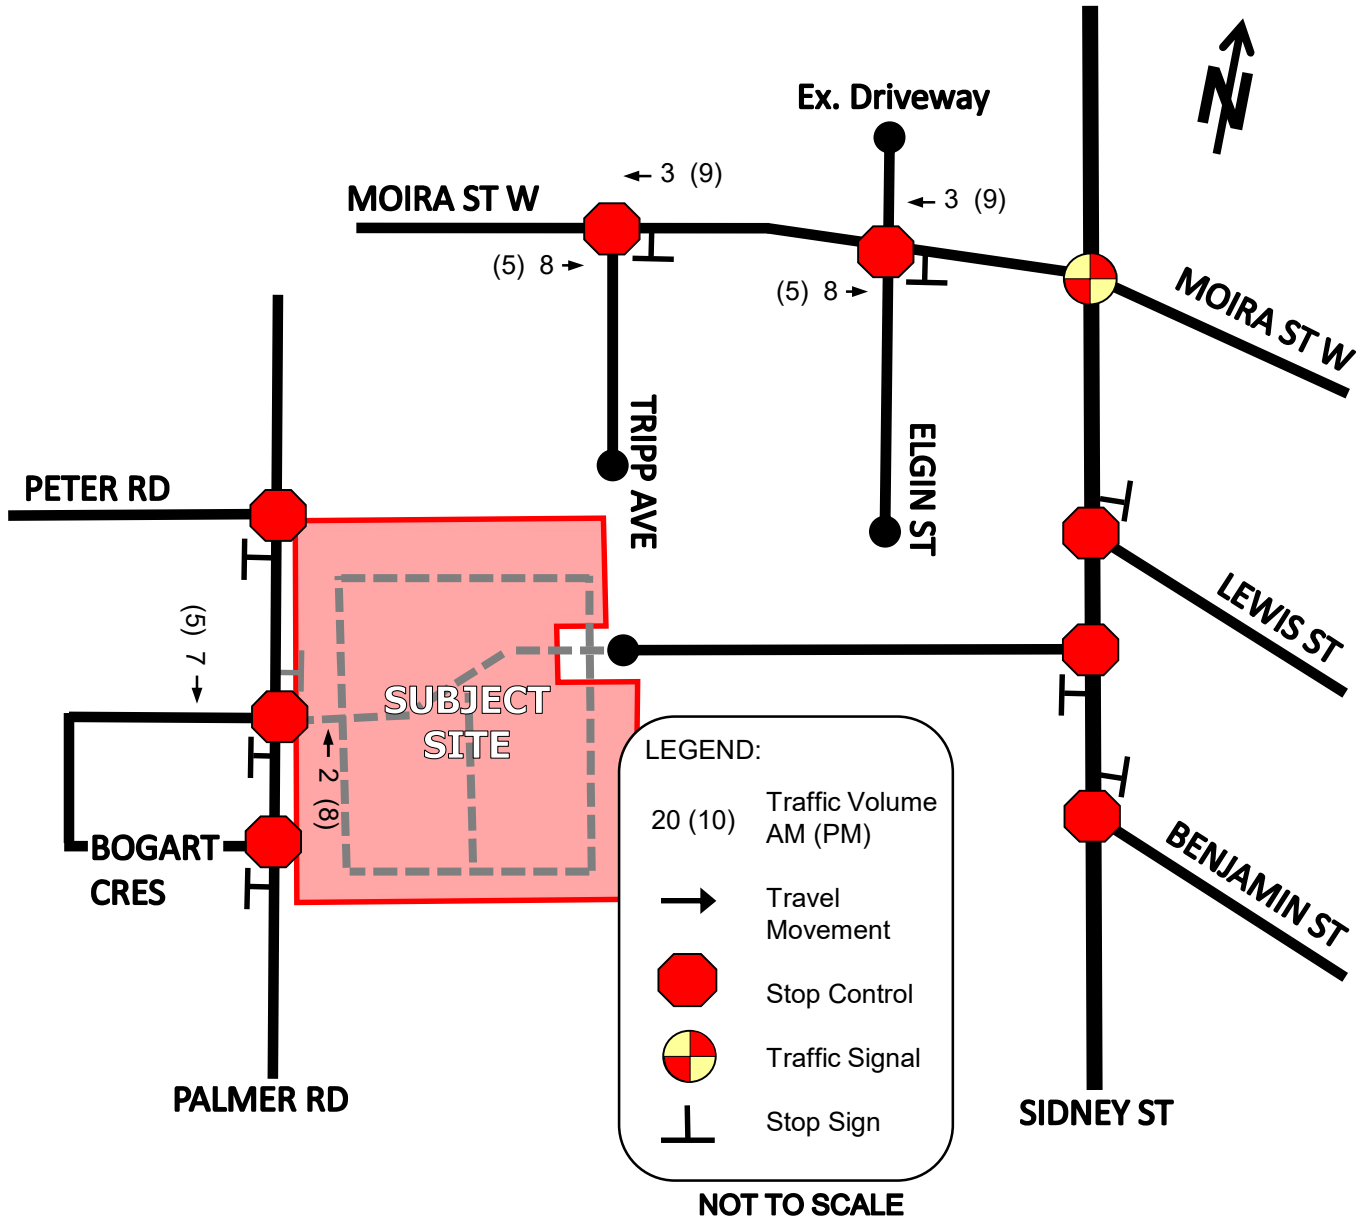 Ex. Driveway
N
MOIRA ST W
3 (9)
3 (9)
(5) 8
(5) 8
MOIRA ST W
TRIPP AVE
ELGIN ST
PETER RD
LEWIS ST
(5) 7
SUBJECT
SITE
2 (8)
BOGART
CRES
BENJAMIN ST
PALMER RD
SIDNEY ST
LEGEND:
20 (10)
Traffic Volume
AM (PM)
Travel
Movement
Stop Control
Traffic Signal
Stop Sign
NOT TO SCALE